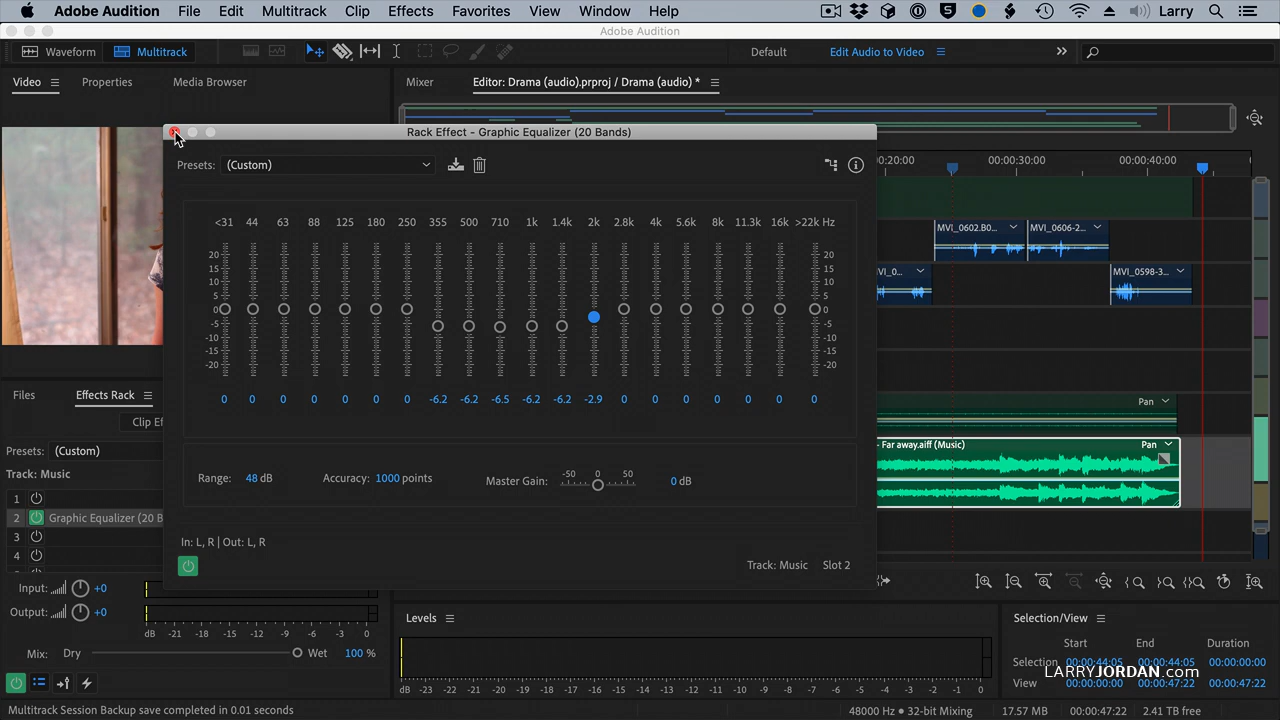 Adobe Audition File Edit Multitrack Clip Effects Favorites View Window Help Larry
Adobe Audition
Waveform Multitrack Default Edit Audio to Video
Video Properties Media Browser Mixer Editor: Drama (audio).prproj / Drama (audio) *
Rack Effect - Graphic Equalizer (20 Bands)
Presets: (Custom)
:00:20:00 00:00:30:00 00:00:40:00
<31 44 63 88 125 180 250 355 500 710 1k 1.4k 2k 2.8k 4k 5.6k 8k 11.3k 16k >22k Hz
MVI_0602.B0... MVI_0606-2...
20 20
15 15
10 10
5 5
0 0
-5 -5
-10 -10
-15 -15
-20 -20
VI_0... MVI_0598-3...
0 0 0 0 0 0 0 -6.2 -6.2 -6.5 -6.2 -6.2 -2.9 0 0 0 0 0 0 0
Files Effects Rack
Clip Ef
Pan
Presets: (Custom)
Track: Music
- Far away.aiff (Music) Pan
Range: 48 dB Accuracy: 1000 points Master Gain: -50 0 50 0 dB
1
2 Graphic Equalizer (20 B
3
4
In: L, R | Out: L, R
Track: Music Slot 2
Input: +0
Output: +0
dB -21 -18 -15 -12 -9 -6 -3 0
Mix: Dry Wet 100 %
Levels
dB -23 -22 -21 -20 -19 -18 -17 -16 -15 -14 -13 -12 -11 -10 -9 -8 -7 -6 -5 -4 -3 -2 -1 0
Selection/View
Start End Duration
Selection 00:00:44:05 00:00:44:05 00:00:00:00
View 00:00:00:00 00:00:47:22 00:00:47:22
LARRYJORDAN.com
Multitrack Session Backup save completed in 0.01 seconds 48000 Hz • 32-bit Mixing 17.57 MB 00:00:47:22 2.41 TB free